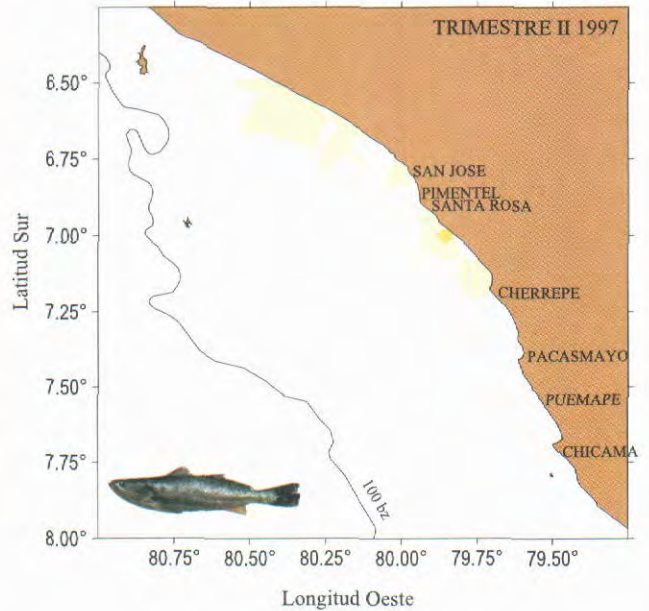 TRIMESTRE II 1997
6.50°
6.75°
SAN JOSE
PIMENTEL
SANTA ROSA
Latitud Sur
7.00°
CHERREPE
7.25°
PACASMAYO
7.50°
PUEMAPE
CHICAMA
7.75°
100 bz
8.00°
80.75° 80.50° 80.25° 80.00° 79.75° 79.50°
Longitud Oeste